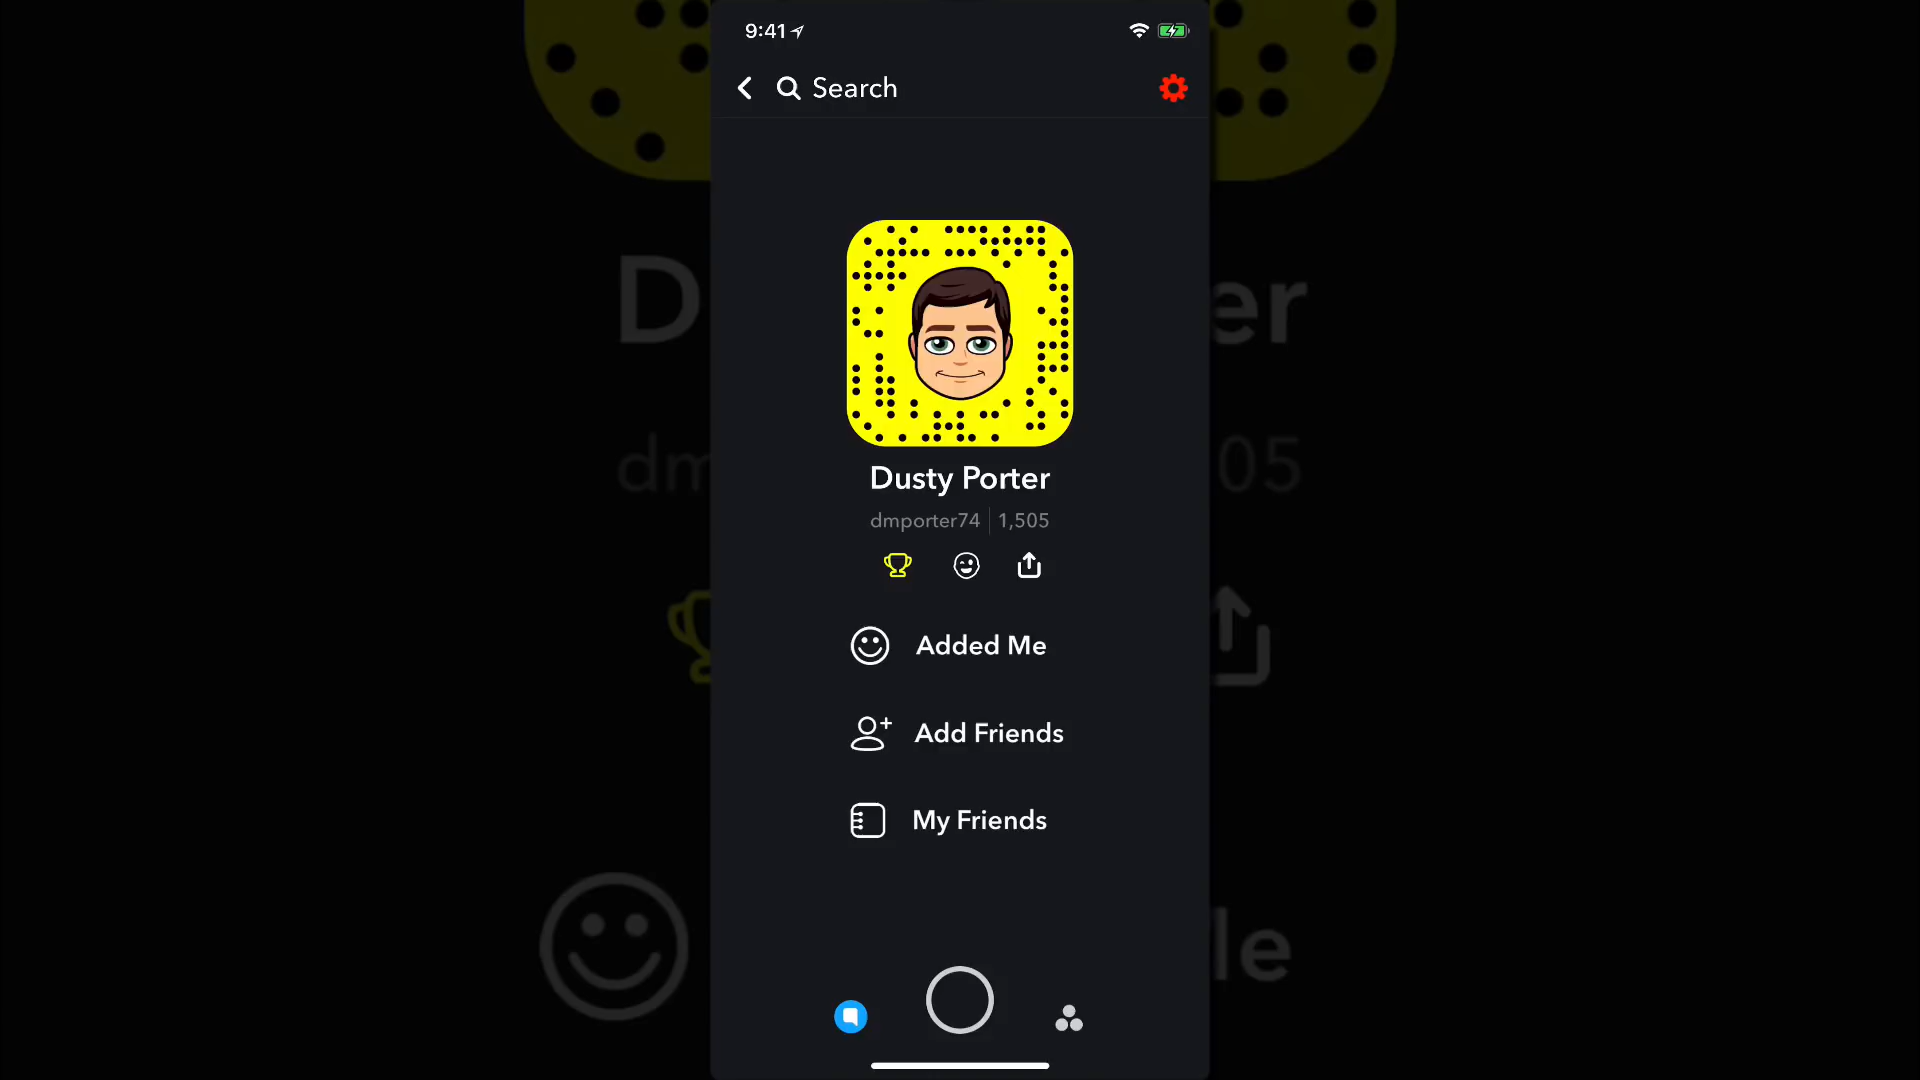 9:41
Search
Dusty Porter
dmporter74 | 1,505
Added Me
Add Friends
My Friends